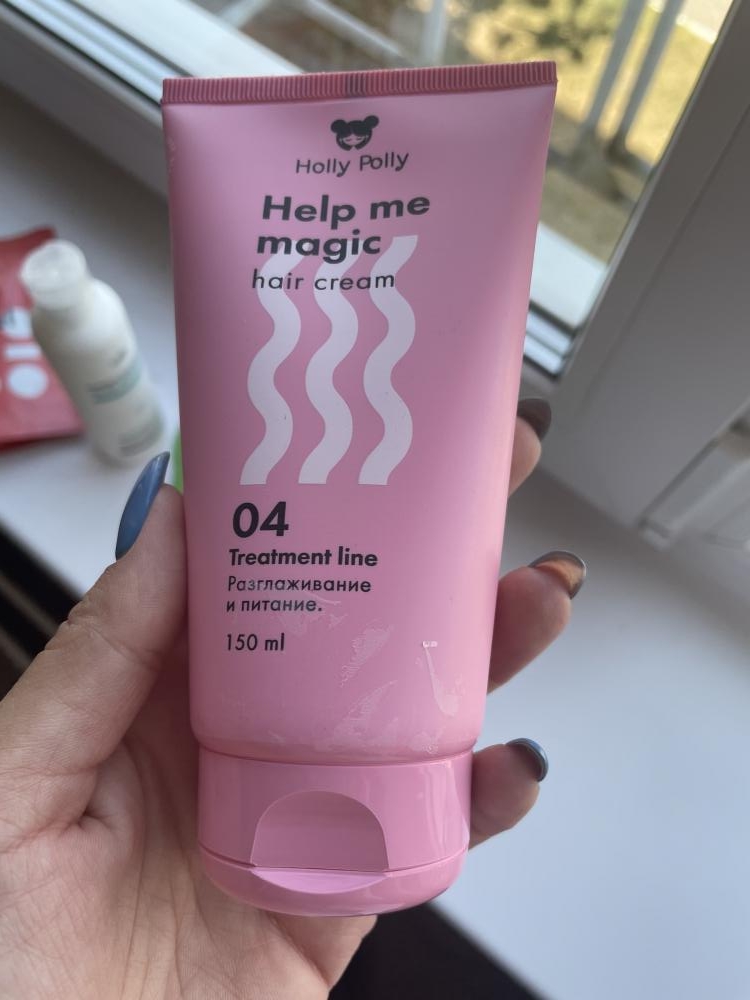 Holly Polly
Help me
magic
hair cream
04
Treatment line
Разглаживание
и питание.
150 ml